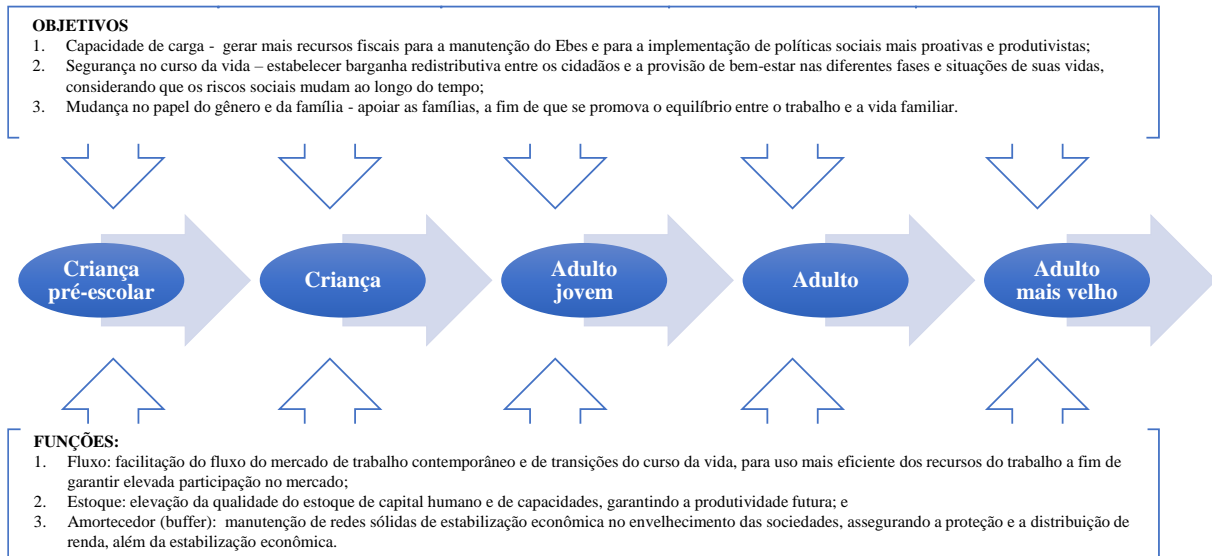 OBJETIVOS
1. Capacidade de carga - gerar mais recursos fiscais para a manutenção do Ebes e para a implementação de políticas sociais mais proativas e produtivistas;
2. Segurança no curso da vida – estabelecer barganha redistributiva entre os cidadãos e a provisão de bem-estar nas diferentes fases e situações de suas vidas,
considerando que os riscos sociais mudam ao longo do tempo;
3. Mudança no papel do gênero e da família - apoiar as famílias, a fim de que se promova o equilíbrio entre o trabalho e a vida familiar.
Criança
pré-escolar
Criança
Adulto
jovem
Adulto
Adulto
mais velho
FUNÇÕES:
1. Fluxo: facilitação do fluxo do mercado de trabalho contemporâneo e de transições do curso da vida, para uso mais eficiente dos recursos do trabalho a fim de
garantir elevada participação no mercado;
2. Estoque: elevação da qualidade do estoque de capital humano e de capacidades, garantindo a produtividade futura; e
3. Amortecedor (buffer): manutenção de redes sólidas de estabilização econômica no envelhecimento das sociedades, assegurando a proteção e a distribuição de
renda, além da estabilização econômica.